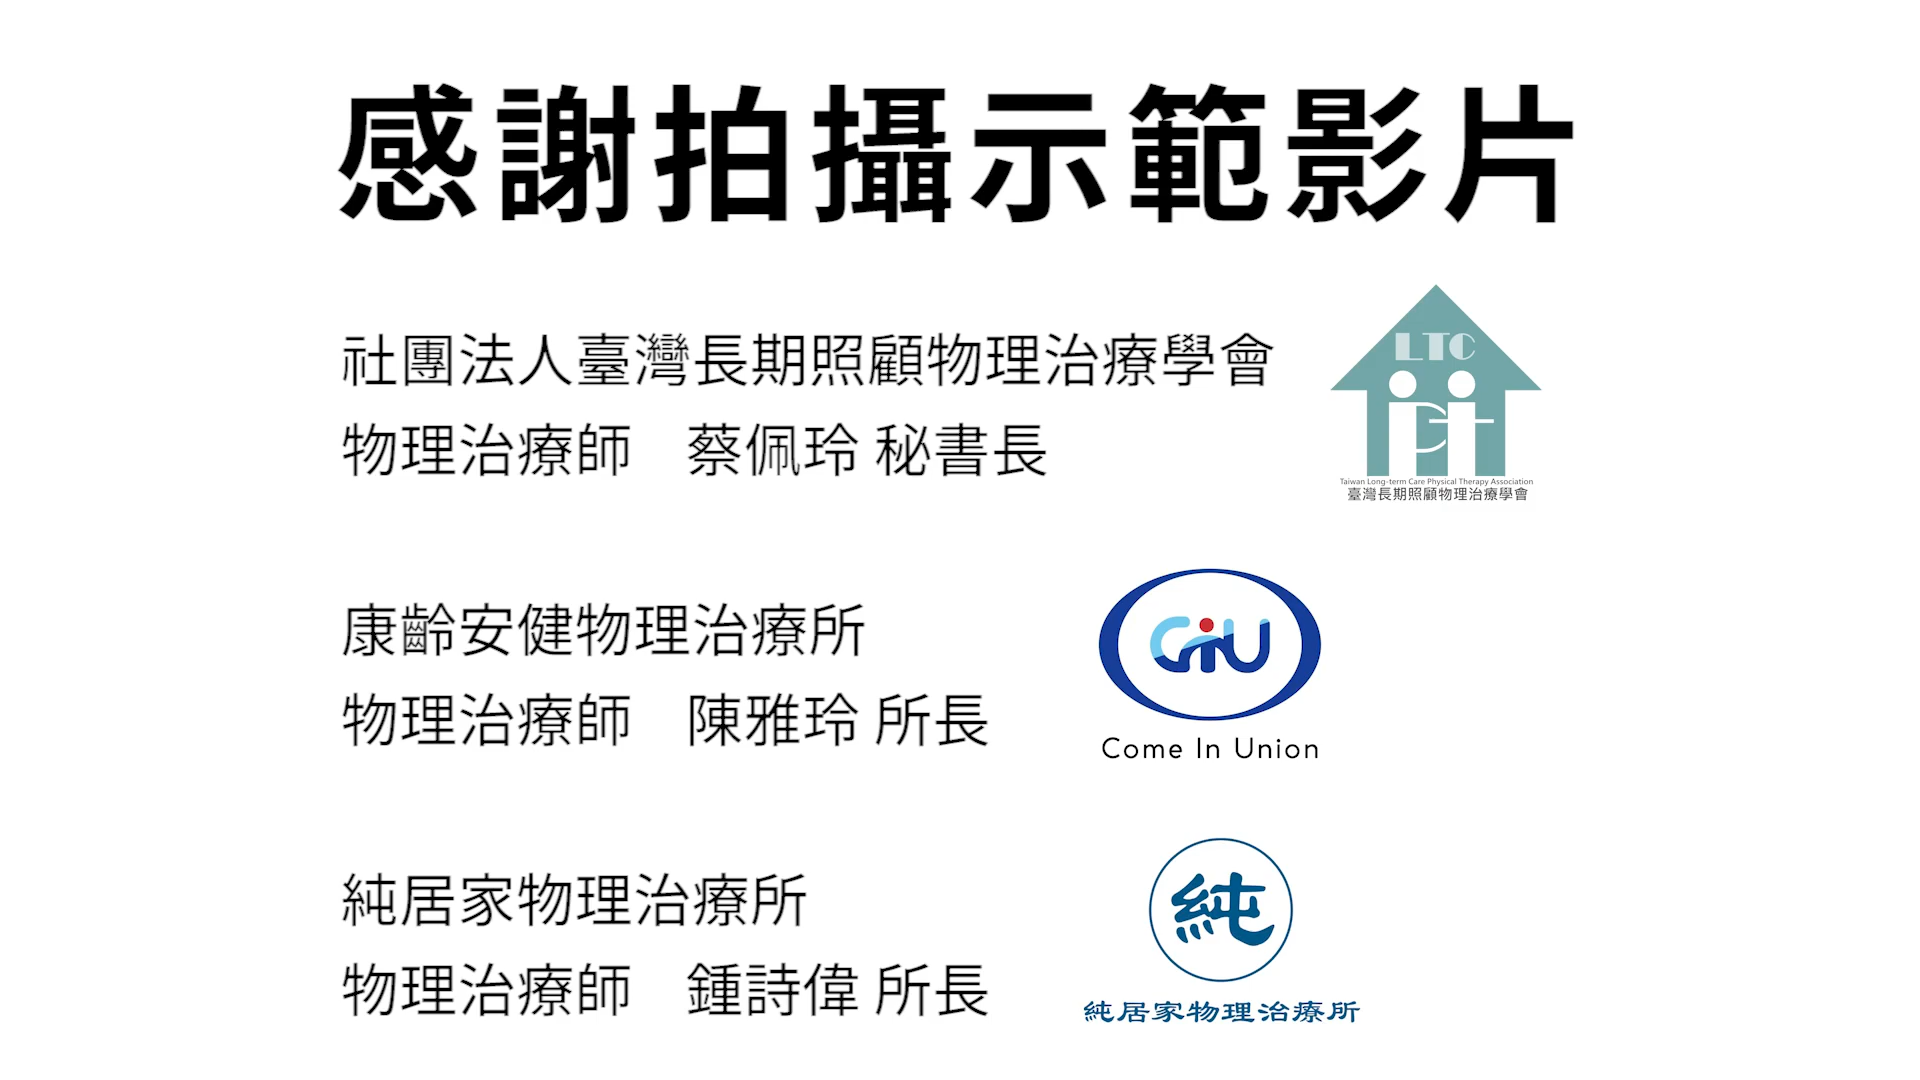 感謝拍攝示範影片
社團法人臺灣長期照顧物理治療學會
物理治療師　蔡佩玲 秘書長
LTC
Pt
Taiwan Long-term Care Physical Therapy Association
臺灣長期照顧物理治療學會
康齡安健物理治療所
物理治療師　陳雅玲 所長
CiU
Come In Union
純居家物理治療所
物理治療師　鍾詩偉 所長
純
純居家物理治療所